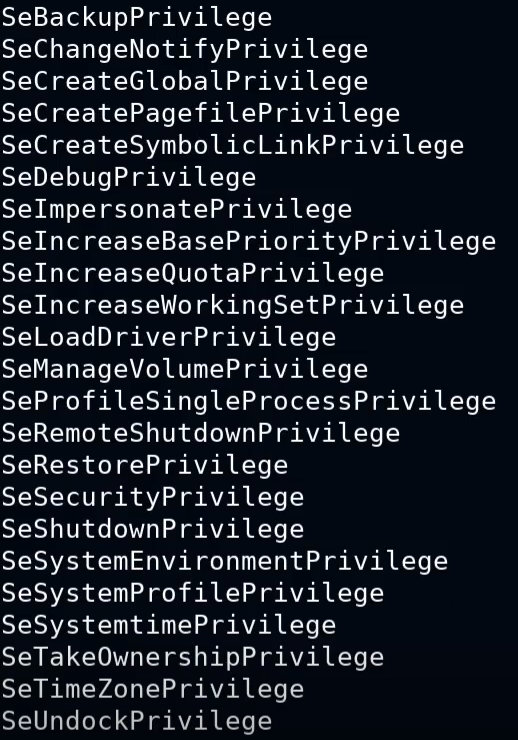 SeBackupPrivilege
SeChangeNotifyPrivilege
SeCreateGlobalPrivilege
SeCreatePagefilePrivilege
SeCreateSymbolicLinkPrivilege
SeDebugPrivilege
SeImpersonatePrivilege
SeIncreaseBasePriorityPrivilege
SeIncreaseQuotaPrivilege
SeIncreaseWorkingSetPrivilege
SeLoadDriverPrivilege
SeManageVolumePrivilege
SeProfileSingleProcessPrivilege
SeRemoteShutdownPrivilege
SeRestorePrivilege
SeSecurityPrivilege
SeShutdownPrivilege
SeSystemEnvironmentPrivilege
SeSystemProfilePrivilege
SeSystemtimePrivilege
SeTakeOwnershipPrivilege
SeTimeZonePrivilege
SeUndockPrivilege